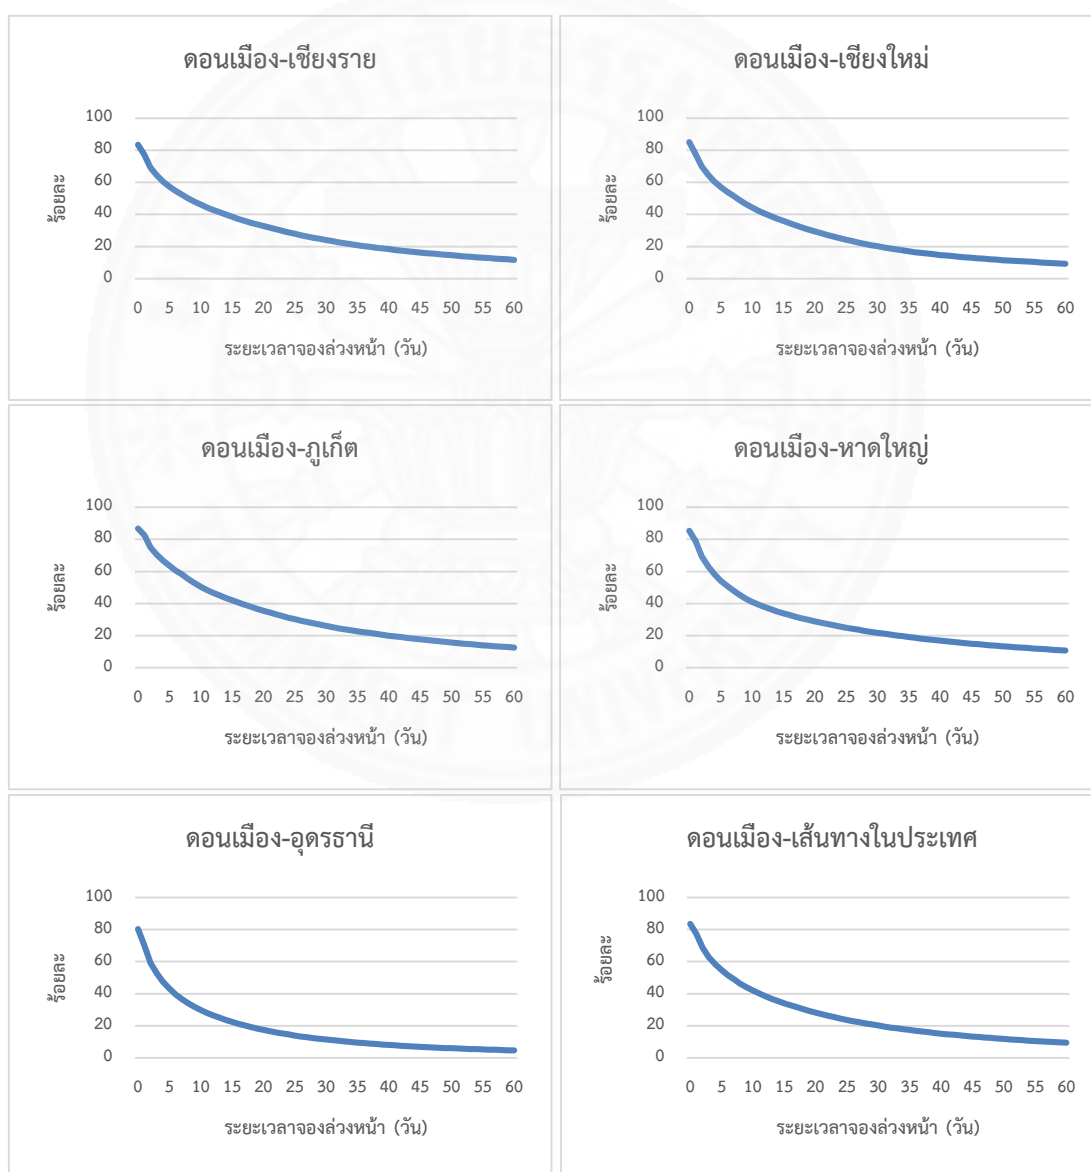 ดอนเมือง-เชียงราย
100
80
60
40
20
0
ร้อยละ
0 5 10 15 20 25 30 35 40 45 50 55 60
ระยะเวลาจองล่วงหน้า (วัน)
ดอนเมือง-เชียงใหม่
100
80
60
40
20
0
ร้อยละ
0 5 10 15 20 25 30 35 40 45 50 55 60
ระยะเวลาจองล่วงหน้า (วัน)
ดอนเมือง-ภูเก็ต
100
80
60
40
20
0
ร้อยละ
0 5 10 15 20 25 30 35 40 45 50 55 60
ระยะเวลาจองล่วงหน้า (วัน)
ดอนเมือง-หาดใหญ่
100
80
60
40
20
0
ร้อยละ
0 5 10 15 20 25 30 35 40 45 50 55 60
ระยะเวลาจองล่วงหน้า (วัน)
ดอนเมือง-อุดรธานี
100
80
60
40
20
0
ร้อยละ
0 5 10 15 20 25 30 35 40 45 50 55 60
ระยะเวลาจองล่วงหน้า (วัน)
ดอนเมือง-เส้นทางในประเทศ
100
80
60
40
20
0
ร้อยละ
0 5 10 15 20 25 30 35 40 45 50 55 60
ระยะเวลาจองล่วงหน้า (วัน)